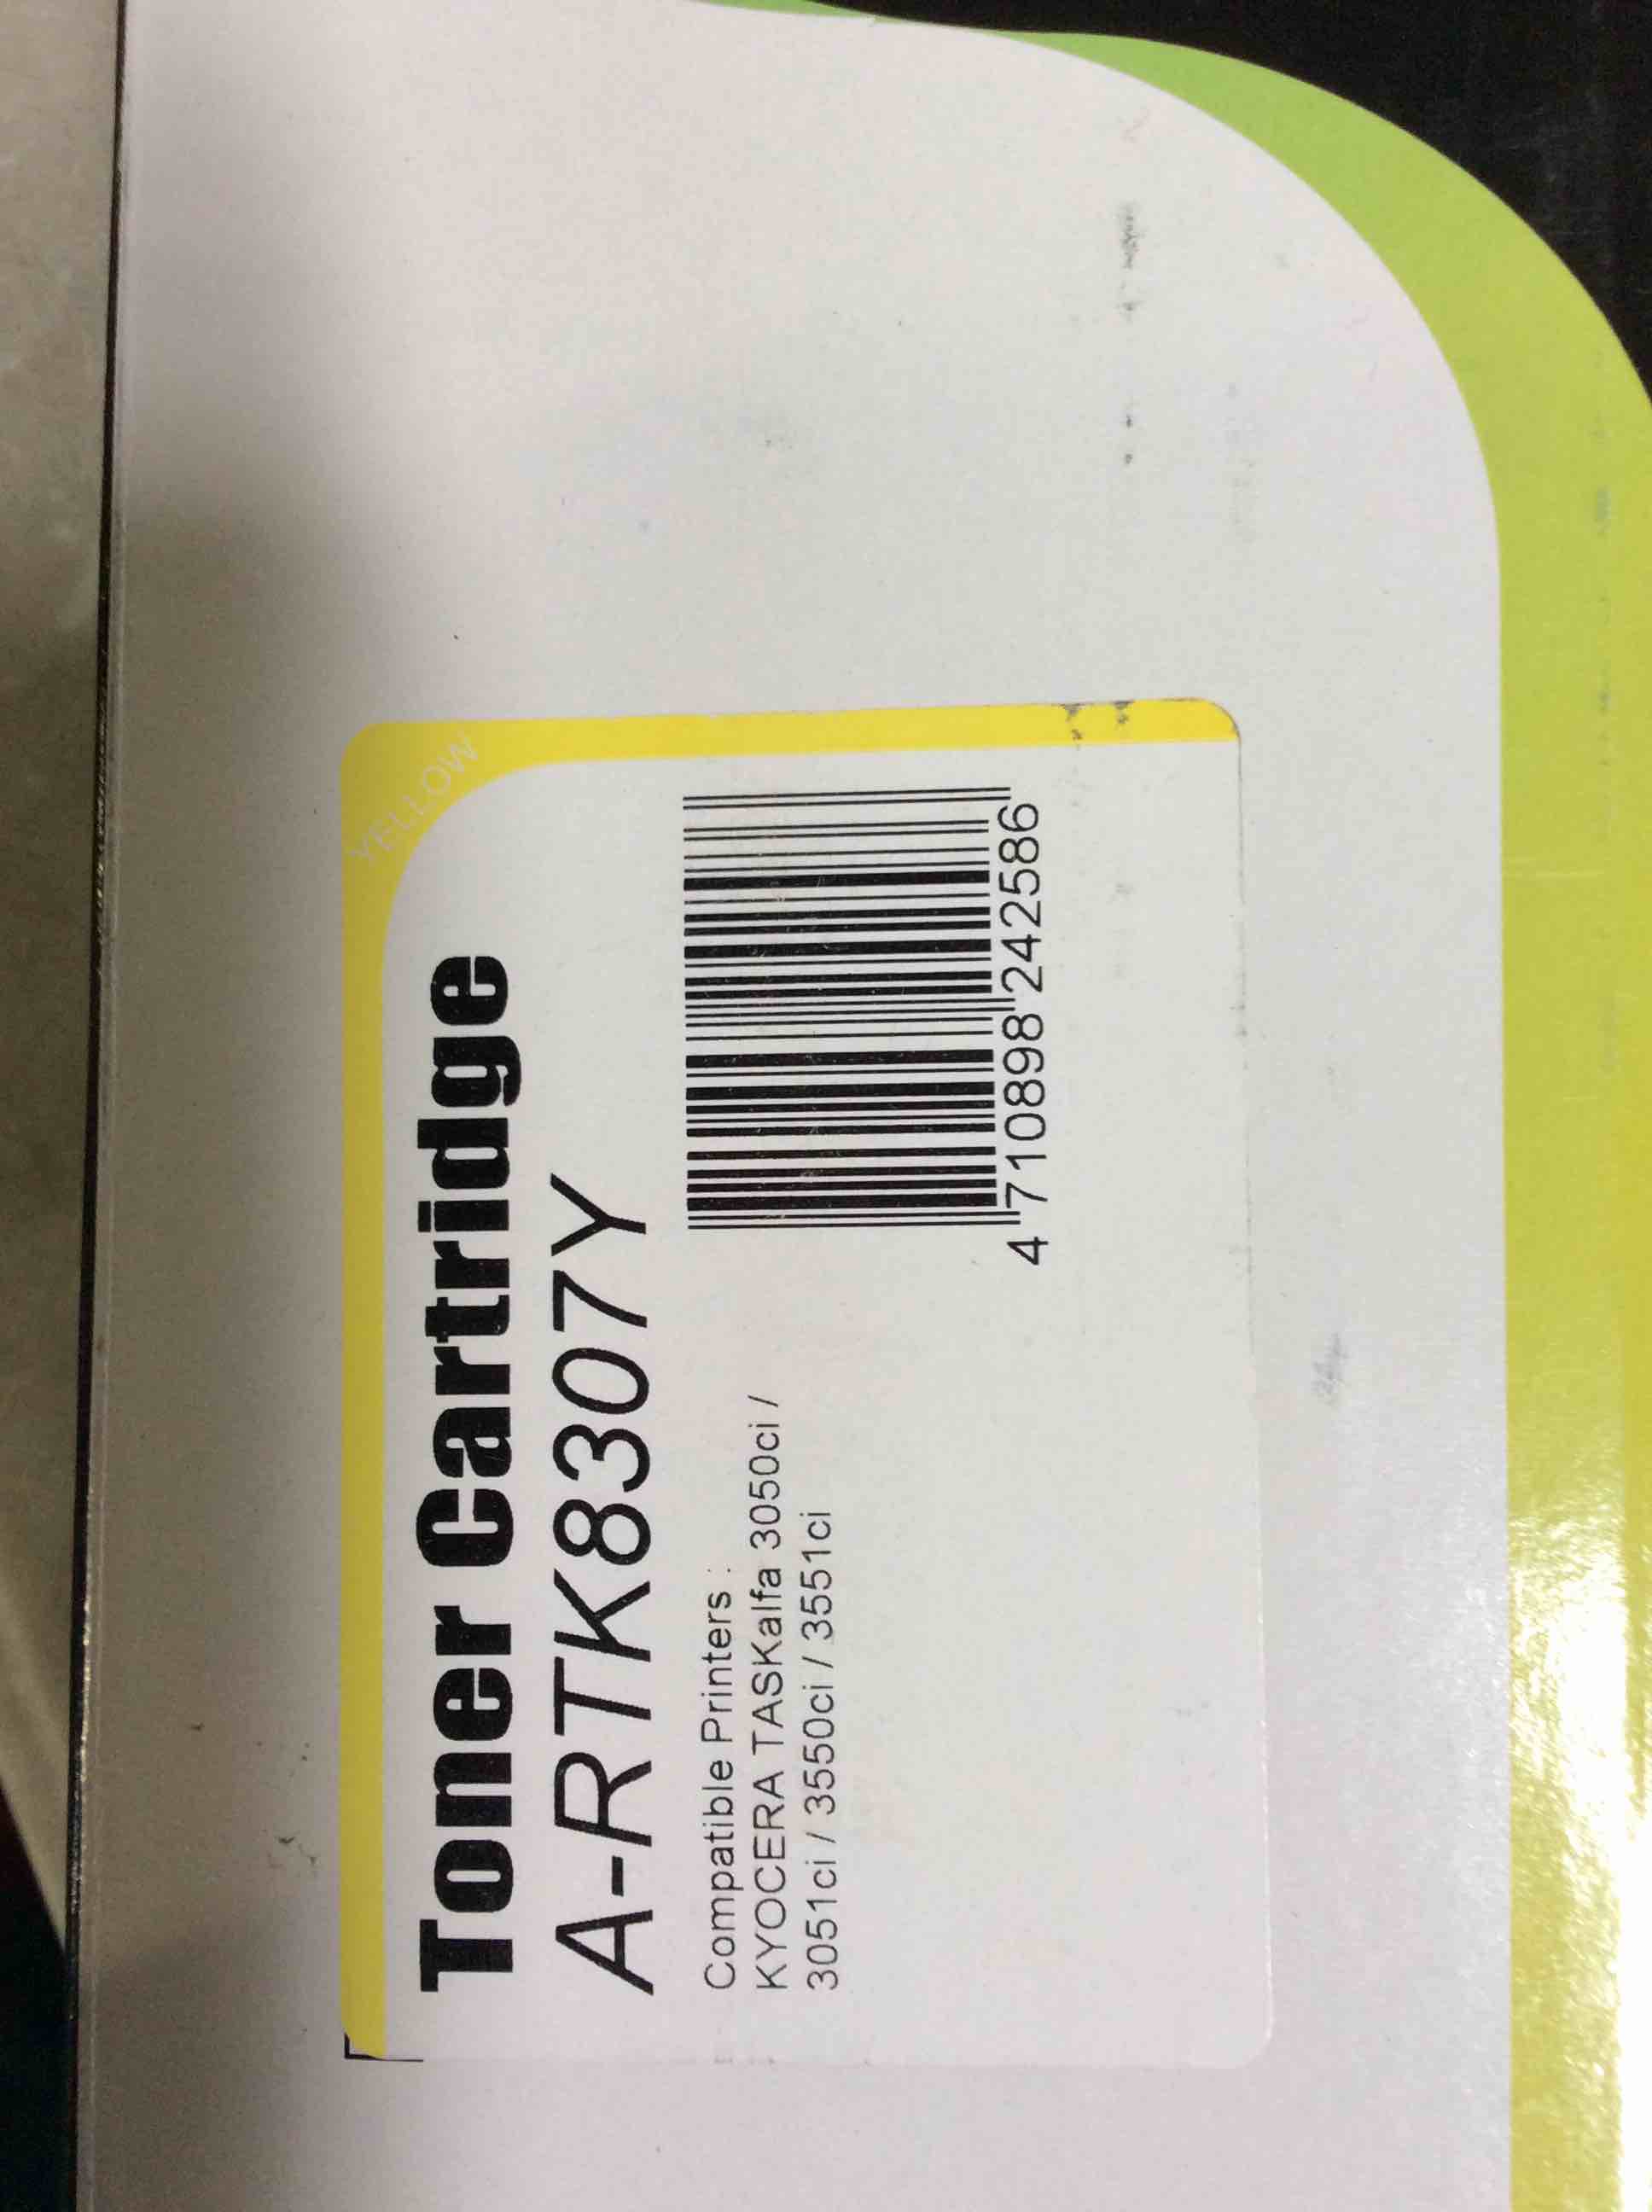 YELLOW
Toner Cartridge
A-RTK8307Y
Compatible Printers :
KYOCERA TASKalfa 3050ci /
3051ci / 3550ci / 3551ci
4 710898 242586